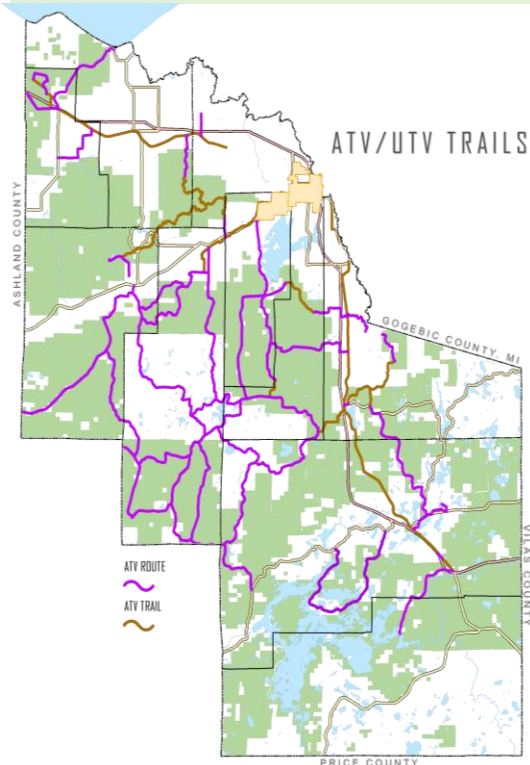 ATV/UTV TRAILS
ASHLAND COUNTY
GOGEBIC COUNTY, MI
ATV ROUTE
ATV TRAIL
VILAS COUNTY
PRICE COUNTY